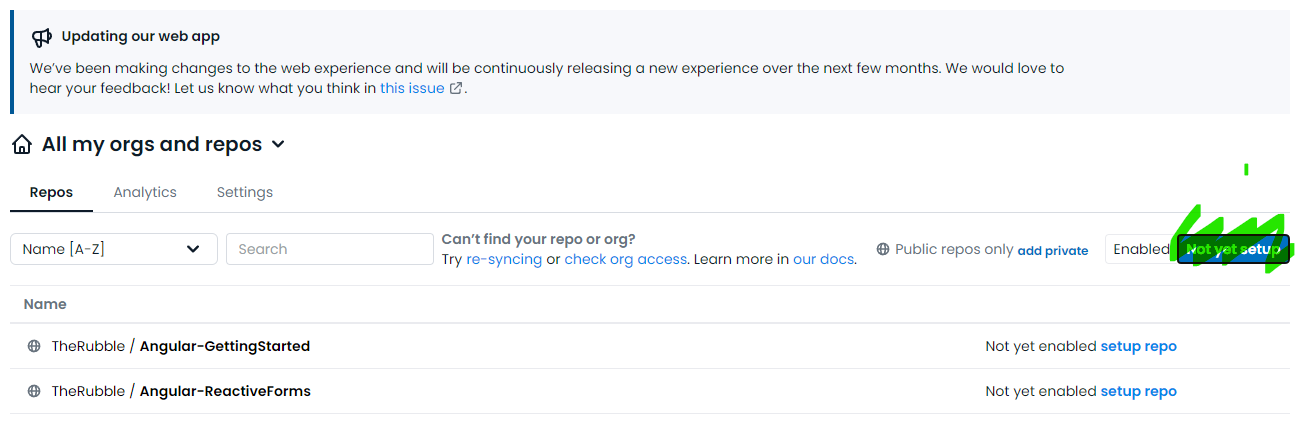 Updating our web app
We’ve been making changes to the web experience and will be continuously releasing a new experience over the next few months. We would love to
hear your feedback! Let us know what you think in this issue.
All my orgs and repos
Repos Analytics Settings
Name [A-Z] Search
Can’t find your repo or org?
Try re-syncing or check org access. Learn more in our docs.
Public repos only add private Enabled Not yet setup
Name
TheRubble / Angular-GettingStarted Not yet enabled setup repo
TheRubble / Angular-ReactiveForms Not yet enabled setup repo